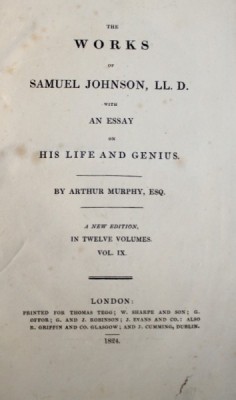 THE
WORKS
OF
SAMUEL JOHNSON, LL. D.
WITH
AN ESSAY
ON
HIS LIFE AND GENIUS.
BY ARTHUR MURPHY, ESQ.
A NEW EDITION,
IN TWELVE VOLUMES.
VOL. IX.
LONDON:
PRINTED FOR THOMAS TEGG; W. SHARPE AND SON; G.
OFFOR; G. AND J. ROBINSON; J. EVANS AND CO.: ALSO
R. GRIFFIN AND CO. GLASGOW; AND J. CUMMING, DUBLIN.
1824.